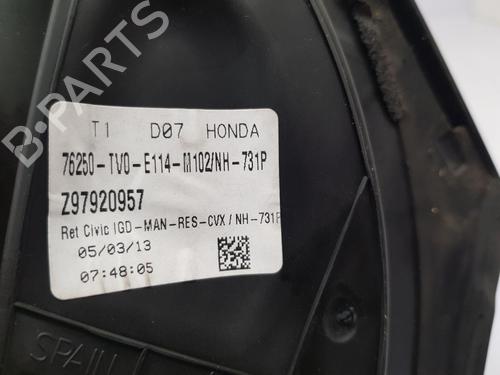 T1 D07 HONDA
76250-TV0-E114-M102/NH-731P
Z97920957
Ret Civic IGD-MAN-RES-CVX / NH-731P
05/03/13
07:48:05
SPAIN
B-PARTS